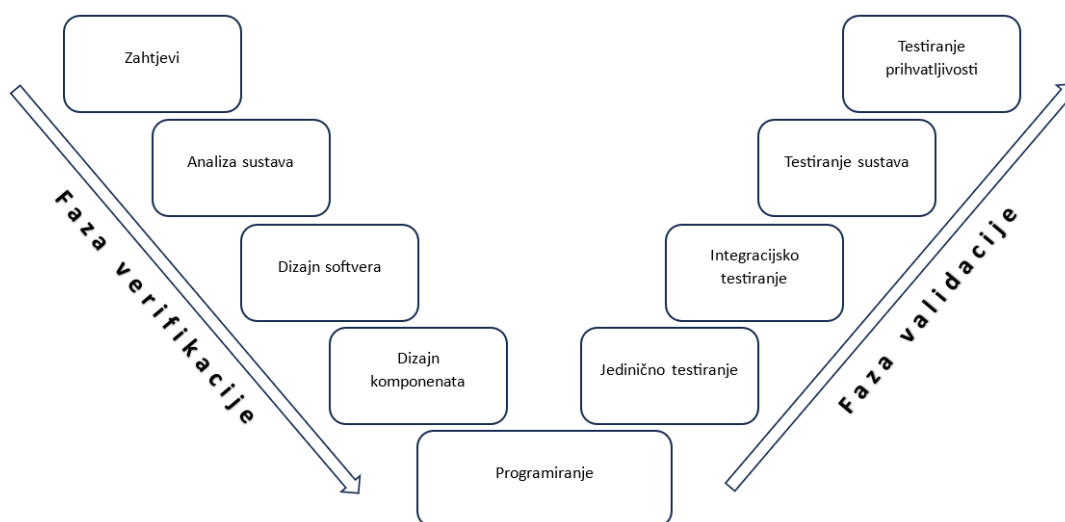 Zahtjevi
Testiranje
prihvatljivosti
Analiza sustava
Testiranje sustava
Dizajn softvera
Integracijsko
testiranje
Dizajn
komponenata
Jedinično testiranje
Programiranje
Faza verifikacije
Faza validacije